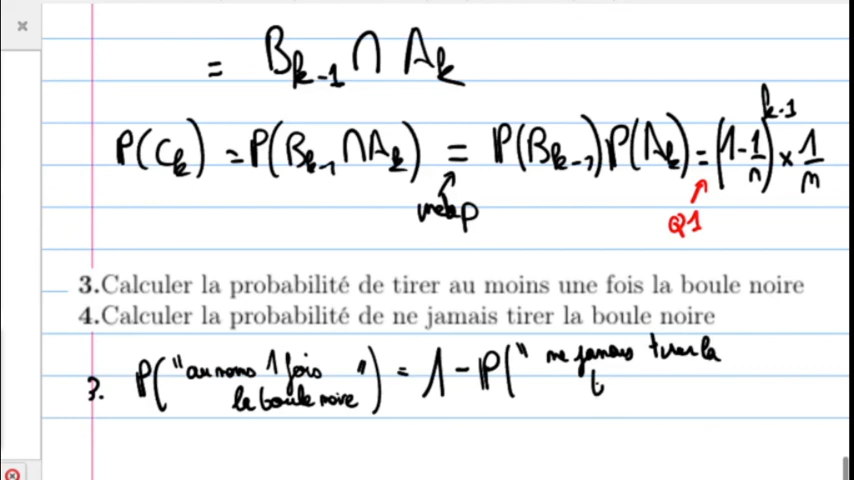 = B_{k-1} ∩ A_k
P(C_k) = P(B_{k-1} ∩ A_k) = P(B_{k-1}) P(A_k) = (1 - 1/n)^{k-1} × 1/n
indép
Q1
3.Calculer la probabilité de tirer au moins une fois la boule noire
4.Calculer la probabilité de ne jamais tirer la boule noire
3. P("au moins 1 fois la boule noire") = 1 - P("ne jamais tirer la